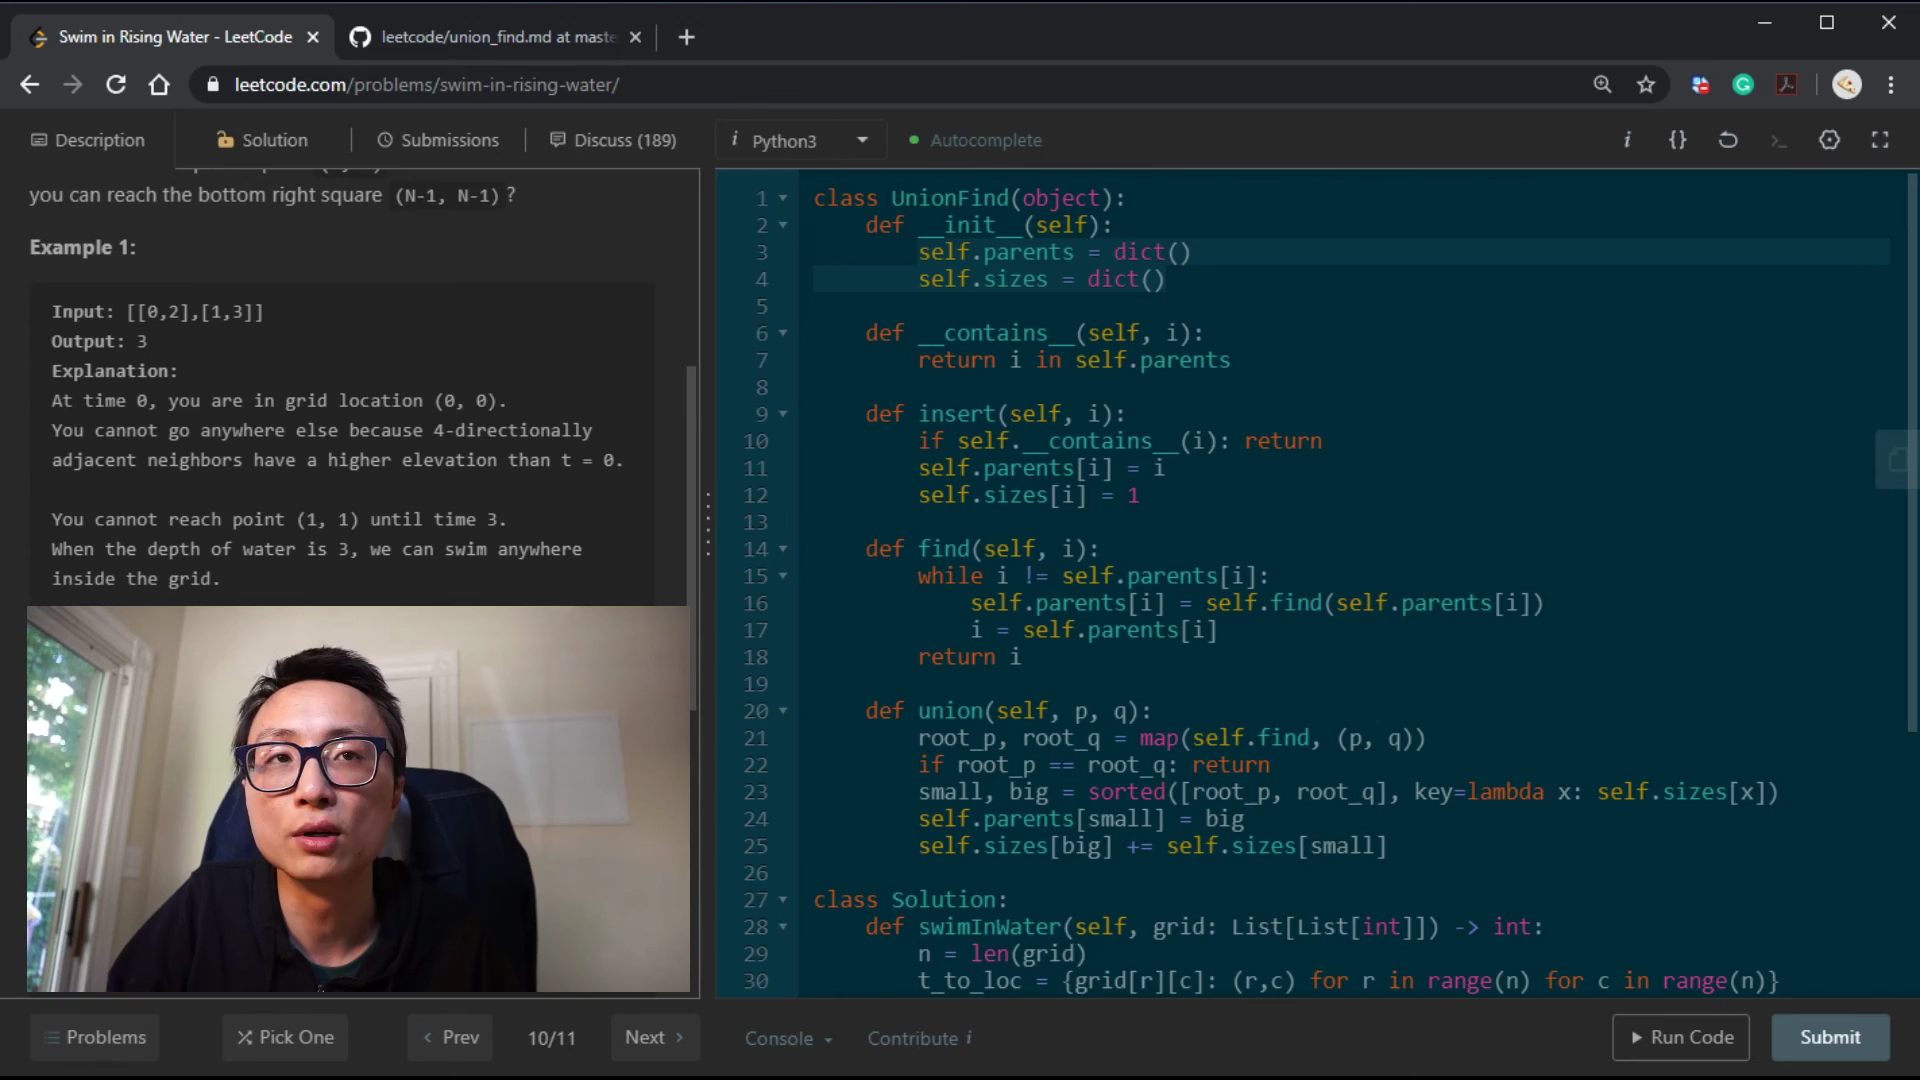 Swim in Rising Water - LeetCode
leetcode/union_find.md at maste
leetcode.com/problems/swim-in-rising-water/
Description
Solution
Submissions
Discuss (189)
i Python3
Autocomplete
you can reach the bottom right square (N-1, N-1) ?
Example 1:
Input: [[0,2],[1,3]]
Output: 3
Explanation:
At time 0, you are in grid location (0, 0).
You cannot go anywhere else because 4-directionally
adjacent neighbors have a higher elevation than t = 0.
You cannot reach point (1, 1) until time 3.
When the depth of water is 3, we can swim anywhere
inside the grid.
1 class UnionFind(object):
2 def __init__(self):
3 self.parents = dict()
4 self.sizes = dict()
5
6 def __contains__(self, i):
7 return i in self.parents
8
9 def insert(self, i):
10 if self.__contains__(i): return
11 self.parents[i] = i
12 self.sizes[i] = 1
13
14 def find(self, i):
15 while i != self.parents[i]:
16 self.parents[i] = self.find(self.parents[i])
17 i = self.parents[i]
18 return i
19
20 def union(self, p, q):
21 root_p, root_q = map(self.find, (p, q))
22 if root_p == root_q: return
23 small, big = sorted([root_p, root_q], key=lambda x: self.sizes[x])
24 self.parents[small] = big
25 self.sizes[big] += self.sizes[small]
26
27 class Solution:
28 def swimInWater(self, grid: List[List[int]]) -> int:
29 n = len(grid)
30 t_to_loc = {grid[r][c]: (r,c) for r in range(n) for c in range(n)}
Problems
Pick One
Prev
10/11
Next
Console
Contribute i
Run Code
Submit